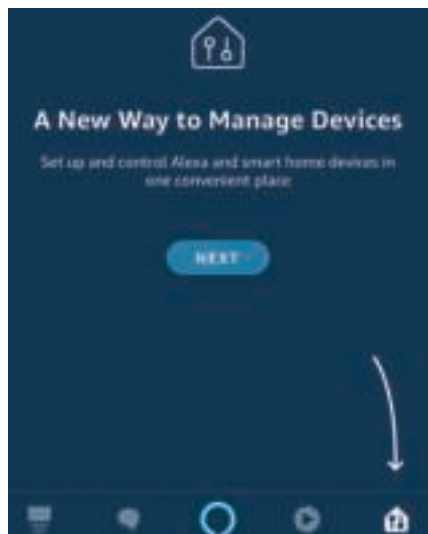 A New Way to Manage Devices
Set up and control Alexa and smart home devices in
one convenient place
NEXT